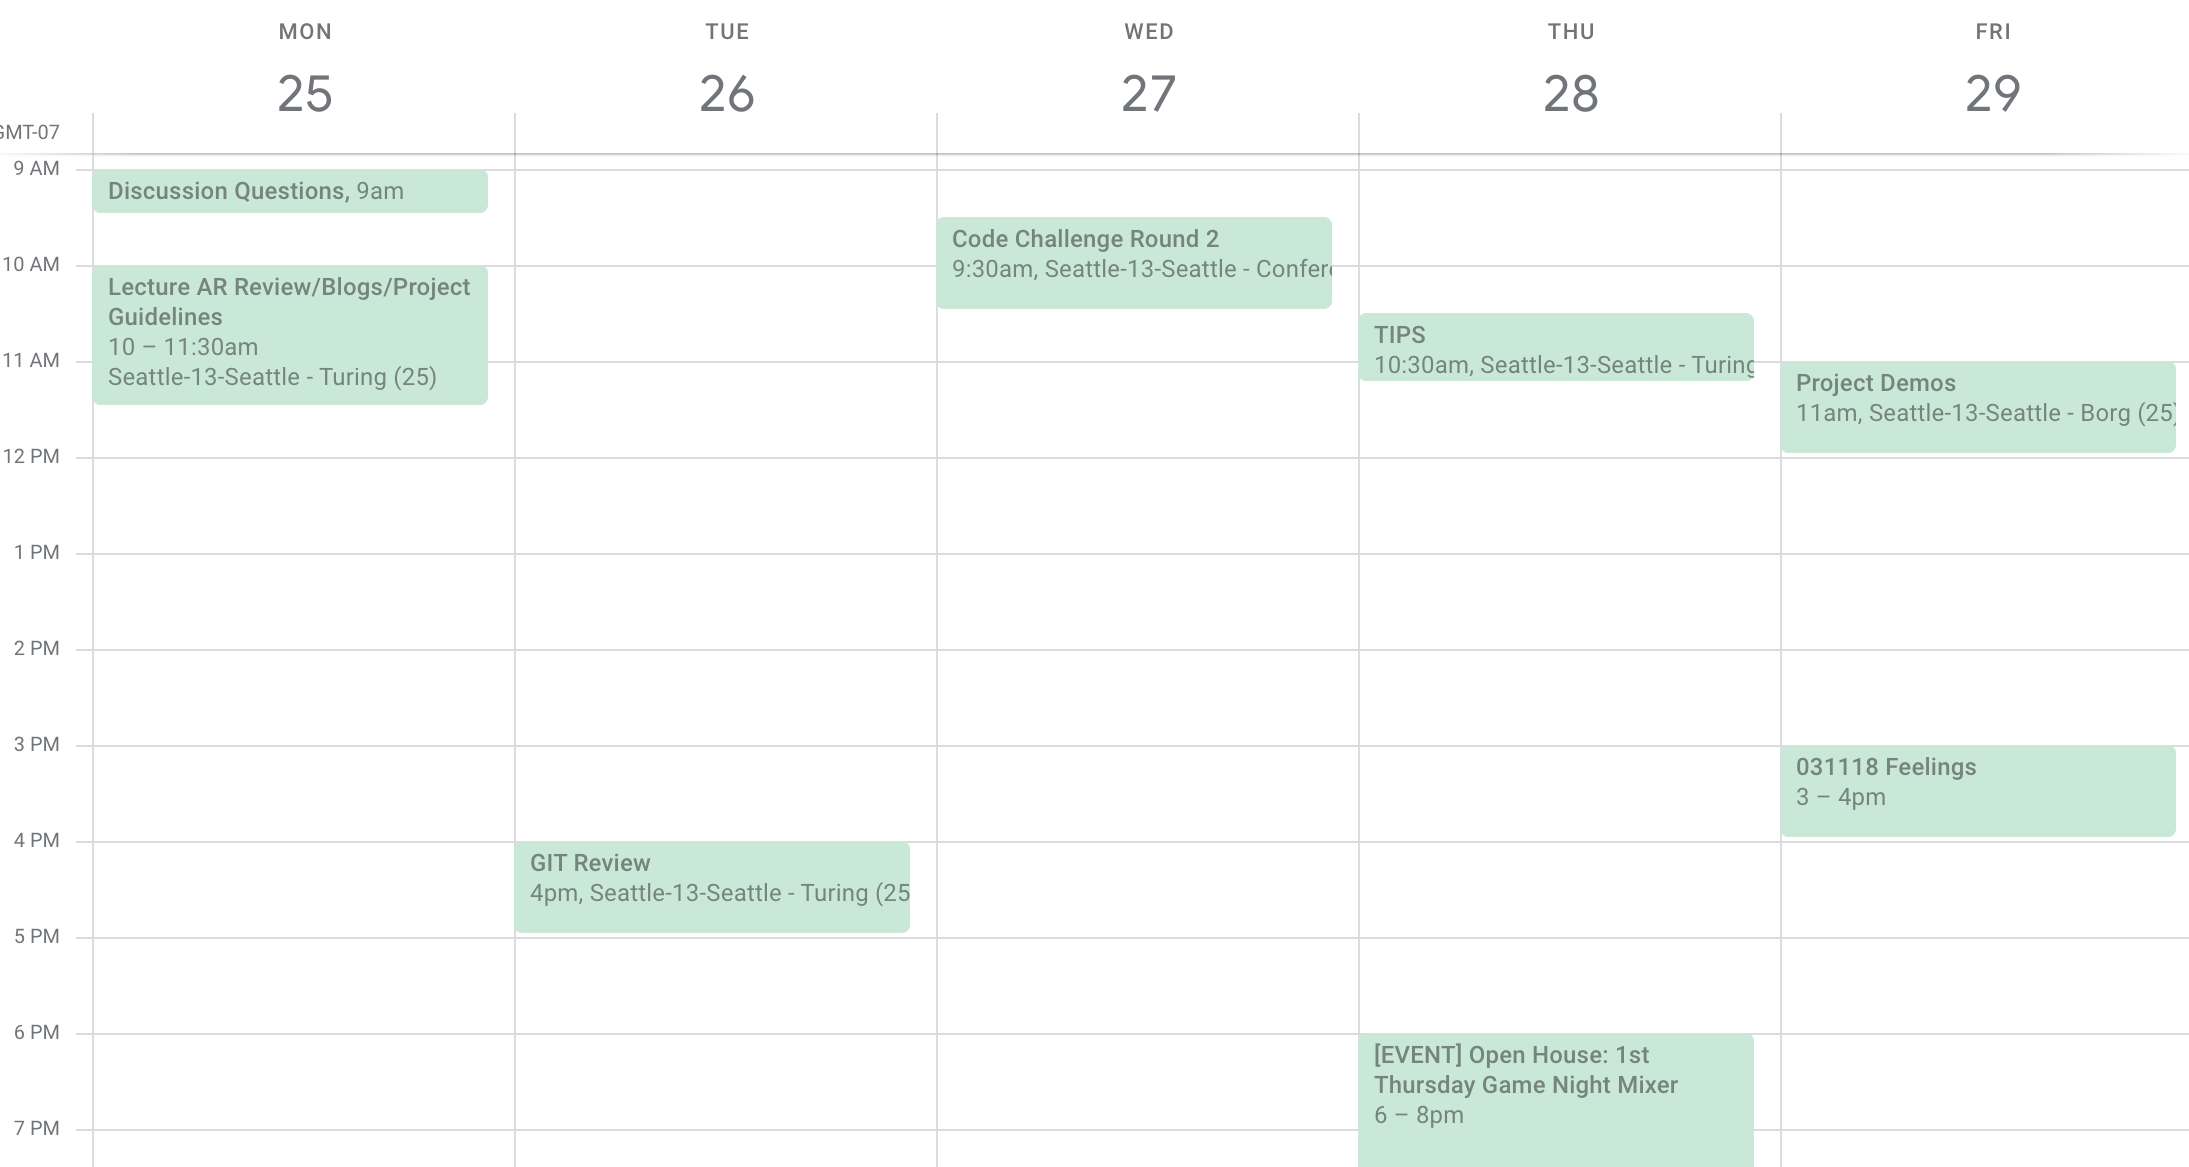 MON
TUE
WED
THU
FRI
25
26
27
28
29
GMT-07
9 AM
10 AM
11 AM
12 PM
1 PM
2 PM
3 PM
4 PM
5 PM
6 PM
7 PM
Discussion Questions, 9am
Lecture AR Review/Blogs/Project
Guidelines
10 – 11:30am
Seattle-13-Seattle - Turing (25)
GIT Review
4pm, Seattle-13-Seattle - Turing (25
Code Challenge Round 2
9:30am, Seattle-13-Seattle - Confere
TIPS
10:30am, Seattle-13-Seattle - Turing
[EVENT] Open House: 1st
Thursday Game Night Mixer
6 – 8pm
Project Demos
11am, Seattle-13-Seattle - Borg (25)
031118 Feelings
3 – 4pm